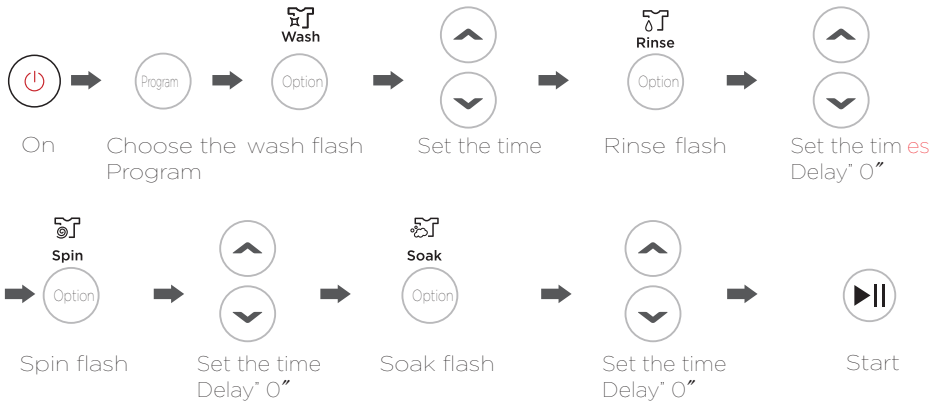 Wash
Rinse
Program
Option
Option
On
Choose the
Program
wash flash
Set the time
Rinse flash
Set the tim es
Delay" 0"
Spin
Soak
Option
Option
Spin flash
Set the time
Delay" 0"
Soak flash
Set the time
Delay" 0"
Start